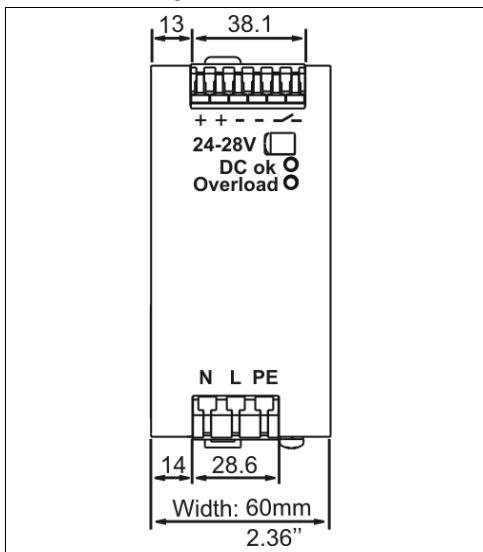 13 38.1
+ + - -
24-28V
DC ok
Overload
N L PE
14 28.6
Width: 60mm
2.36’’